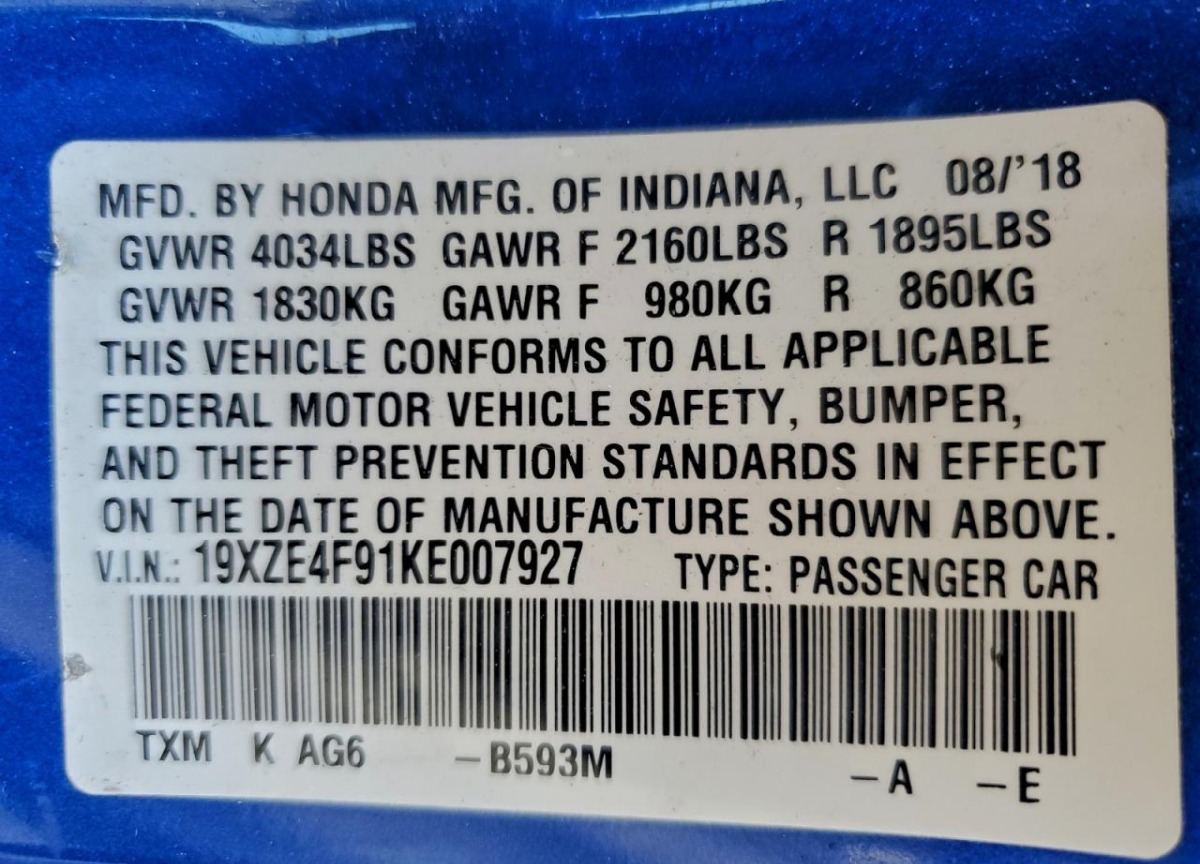 MFD. BY HONDA MFG. OF INDIANA, LLC 08/'18
GVWR 4034LBS GAWR F 2160LBS R 1895LBS
GVWR 1830KG GAWR F 980KG R 860KG
THIS VEHICLE CONFORMS TO ALL APPLICABLE
FEDERAL MOTOR VEHICLE SAFETY, BUMPER,
AND THEFT PREVENTION STANDARDS IN EFFECT
ON THE DATE OF MANUFACTURE SHOWN ABOVE.
V.I.N.: 19XZE4F91KE007927 TYPE: PASSENGER CAR
TXM K AG6 -B593M -A -E